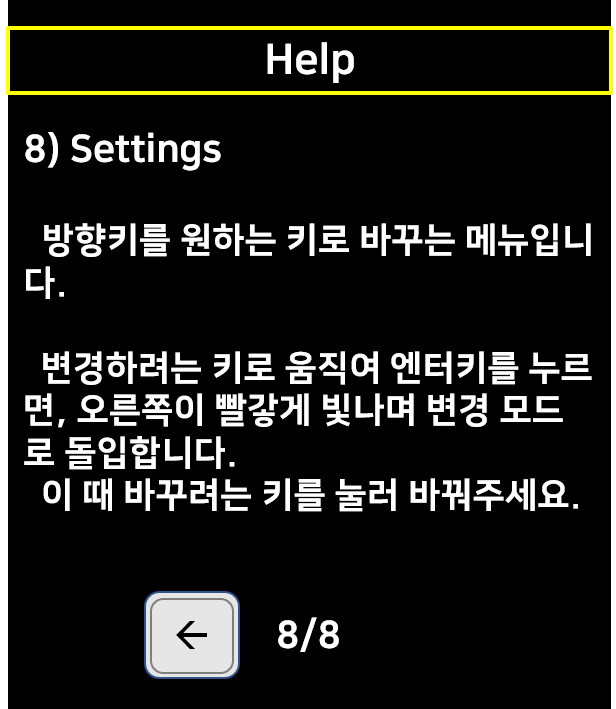 Help
8) Settings
방향키를 원하는 키로 바꾸는 메뉴입니
다.
변경하려는 키로 움직여 엔터키를 누르
면, 오른쪽이 빨갛게 빛나며 변경 모드
로 돌입합니다.
이 때 바꾸려는 키를 눌러 바꿔주세요.
← 8/8